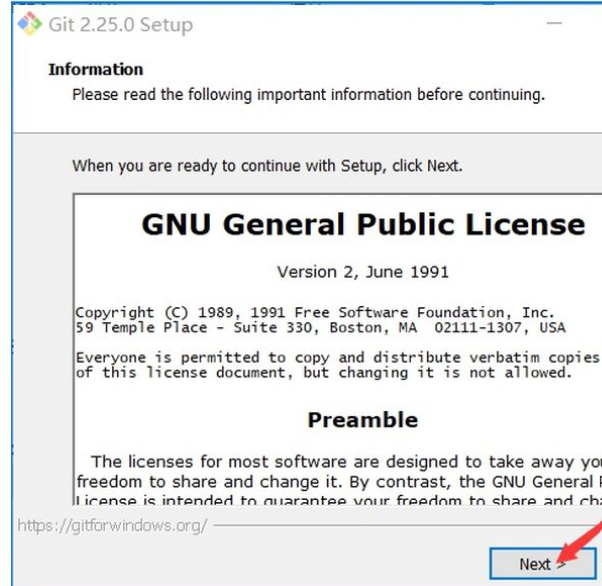 Git 2.25.0 Setup
Information
Please read the following important information before continuing.
When you are ready to continue with Setup, click Next.
GNU General Public License
Version 2, June 1991
Copyright (C) 1989, 1991 Free Software Foundation, Inc.
59 Temple Place - Suite 330, Boston, MA 02111-1307, USA
Everyone is permitted to copy and distribute verbatim copies
of this license document, but changing it is not allowed.
Preamble
The licenses for most software are designed to take away you
freedom to share and change it. By contrast, the GNU General
License is intended to guarantee your freedom to share and cha
https://gitforwindows.org/
Next >